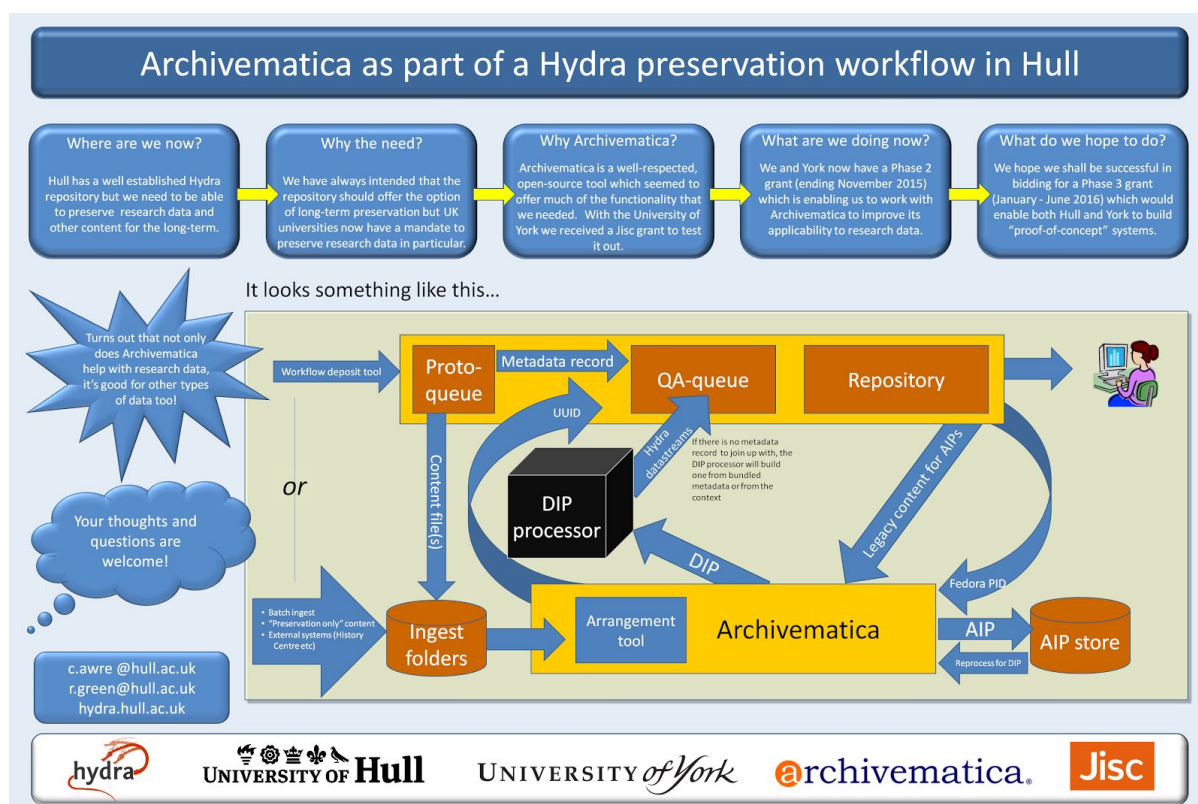 Archivematica as part of a Hydra preservation workflow in Hull
Where are we now?
Hull has a well established Hydra
repository but we need to be able
to preserve research data and
other content for the long-term.
Why the need?
We have always intended that the
repository should offer the option
of long-term preservation but UK
universities now have a mandate to
preserve research data in particular.
Why Archivematica?
Archivematica is a well-respected,
open-source tool which seemed to
offer much of the functionality that
we needed. With the University of
York we received a Jisc grant to test
it out.
What are we doing now?
We and York now have a Phase 2
grant (ending November 2015)
which is enabling us to work with
Archivematica to improve its
applicability to research data.
What do we hope to do?
We hope we shall be successful in
bidding for a Phase 3 grant
(January - June 2016) which would
enable both Hull and York to build
“proof-of-concept” systems.
It looks something like this…
Turns out that not only
does Archivematica
help with research data,
it’s good for other types
of data too!
Workflow deposit tool
Proto-
queue
Metadata record
QA-queue
Repository
UUID
Hydra
datastreams
If there is no metadata
record to join up with, the
DIP processor will build
one from bundled
metadata or from the
context
Content file(s)
Legacy content for AIPs
or
DIP
processor
DIP
Your thoughts and
questions are
welcome!
Fedora PID
• Batch ingest
• “Preservation only” content
• External systems (History
Centre etc)
Ingest
folders
Arrangement
tool
Archivematica
AIP
Reprocess for DIP
AIP store
c.awre @hull.ac.uk
r.green@hull.ac.uk
hydra.hull.ac.uk
hydra
UNIVERSITY OF Hull
UNIVERSITY of York
archivematica®
Jisc